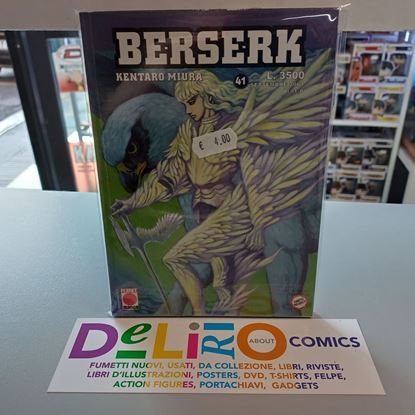 BERSERK
KENTARO MIURA
41
L. 3500
€ 4.00
PLANET
DeLiRiO ABOUT COMICS
FUMETTI NUOVI, USATI, DA COLLEZIONE, LIBRI, RIVISTE,
LIBRI D'ILLUSTRAZIONI, POSTERS, DVD, T-SHIRTS, FELPE,
ACTION FIGURES, PORTACHIAVI, GADGETS